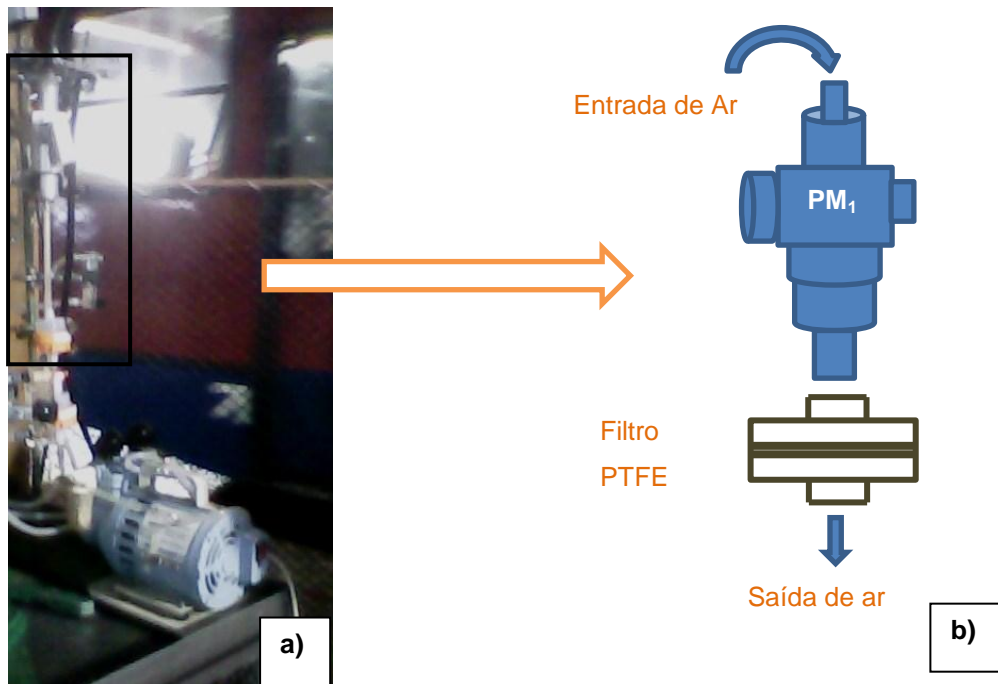 Entrada de Ar
PM₁
Filtro
PTFE
Saída de ar
a)
b)